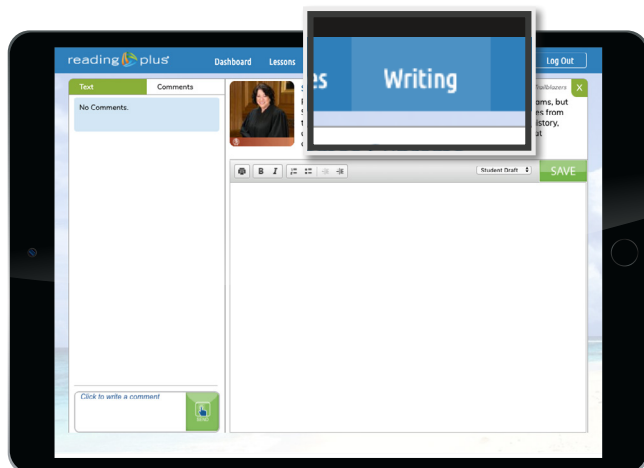 reading plus
Dashboard Lessons
es Writing
Log Out
Text Comments
No Comments.
Trailblazers X
oms, but
es from
istory,
ut
B I
Student Draft
SAVE
Click to write a comment